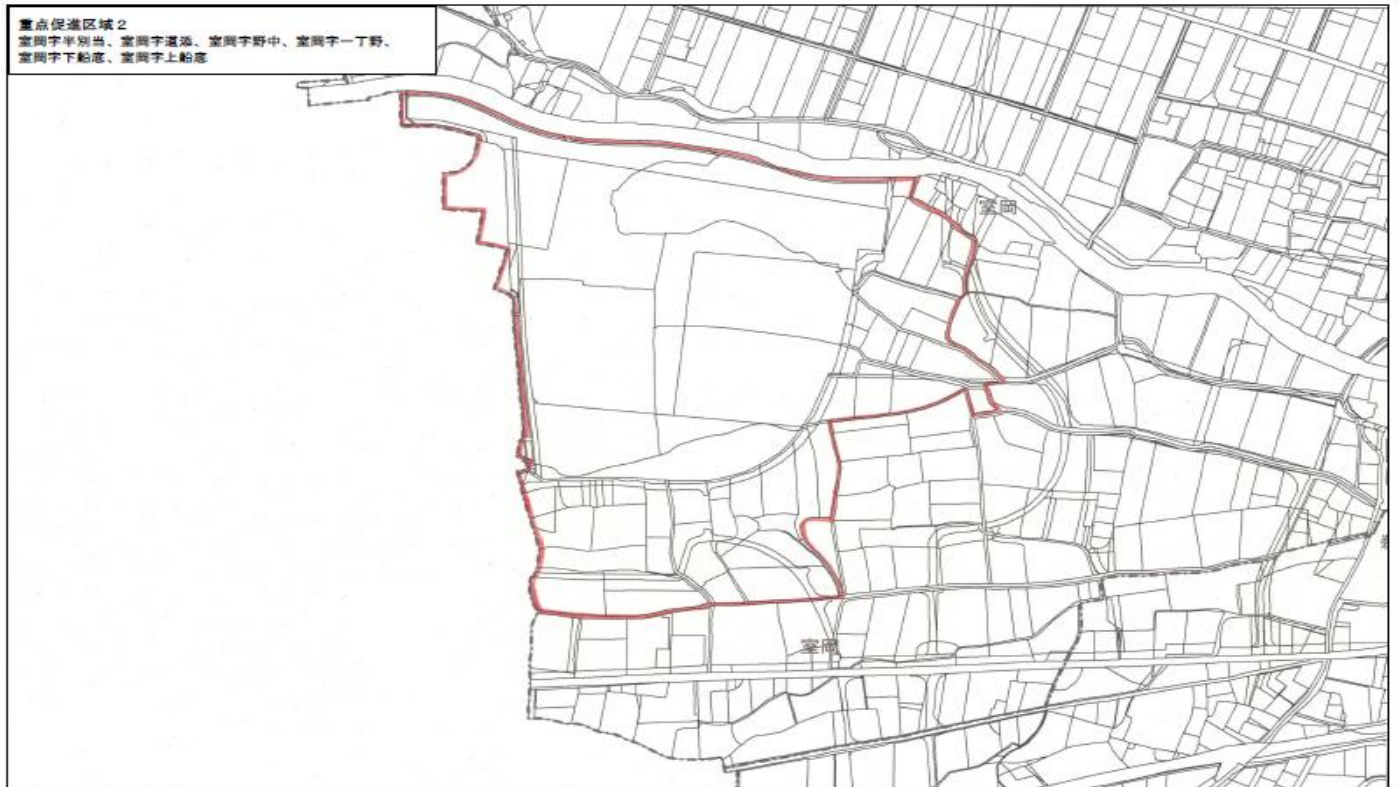 重点促進区域2
室岡字半別当、室岡字道添、室岡字野中、室岡字一丁野、
室岡字下船底、室岡字上船底
室岡
室岡